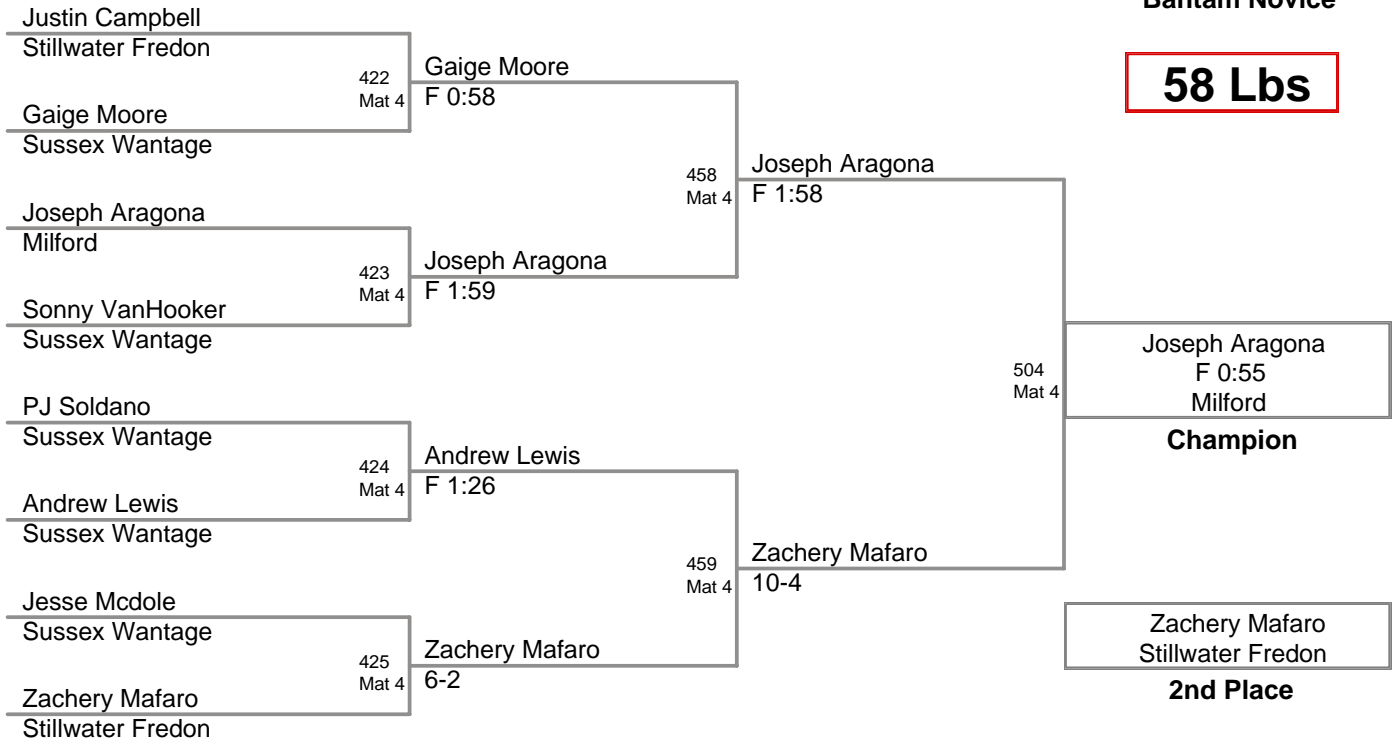 Bantam Novice
58 Lbs
Justin Campbell
Stillwater Fredon
422
Mat 4
Gaige Moore
Sussex Wantage
Gaige Moore
F 0:58
Joseph Aragona
Milford
423
Mat 4
Sonny VanHooker
Sussex Wantage
Joseph Aragona
F 1:59
458
Mat 4
Joseph Aragona
F 1:58
PJ Soldano
Sussex Wantage
424
Mat 4
Andrew Lewis
Sussex Wantage
Andrew Lewis
F 1:26
Jesse Mcdole
Sussex Wantage
425
Mat 4
Zachery Mafaro
Stillwater Fredon
Zachery Mafaro
6-2
459
Mat 4
Zachery Mafaro
10-4
504
Mat 4
Joseph Aragona
F 0:55
Milford
Champion
Zachery Mafaro
Stillwater Fredon
2nd Place